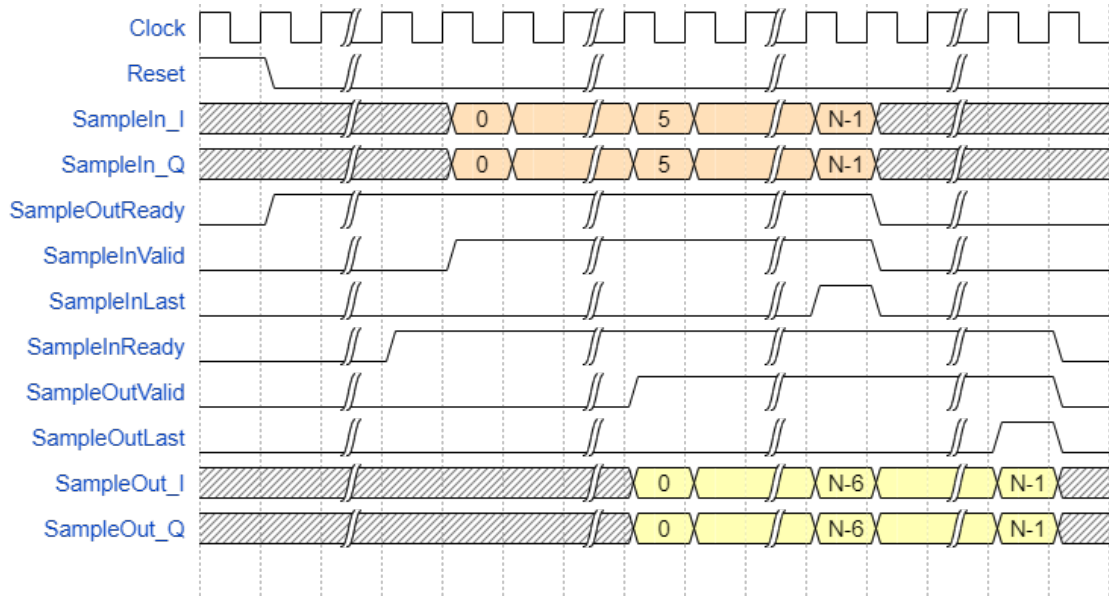 Clock
Reset
SampleIn_I 0 5 N-1
SampleIn_Q 0 5 N-1
SampleOutReady
SampleInValid
SampleInLast
SampleInReady
SampleOutValid
SampleOutLast
SampleOut_I 0 N-6 N-1
SampleOut_Q 0 N-6 N-1